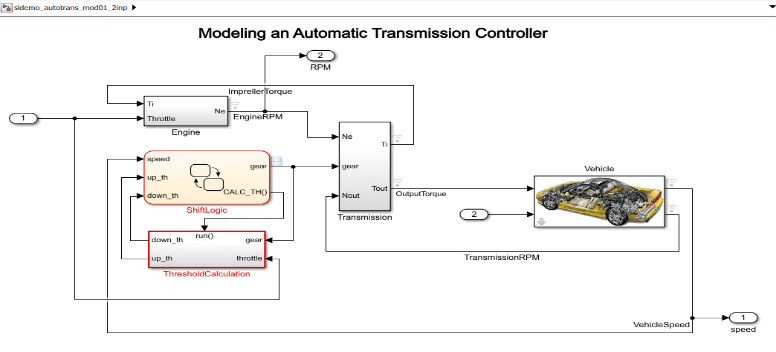 sldemo_autotrans_mod01_2inp
Modeling an Automatic Transmission Controller
2
RPM
ImprellerTorque
Ti
Throttle
Ne
EngineRPM
Engine
1
Ne
gear
Nout
Ti
Tout
Transmission
speed
up_th
down_th
gear
CALC_TH()
ShiftLogic
OutputTorque
Vehicle
2
run()
down_th
up_th
gear
throttle
ThresholdCalculation
TransmissionRPM
VehicleSpeed
1
speed